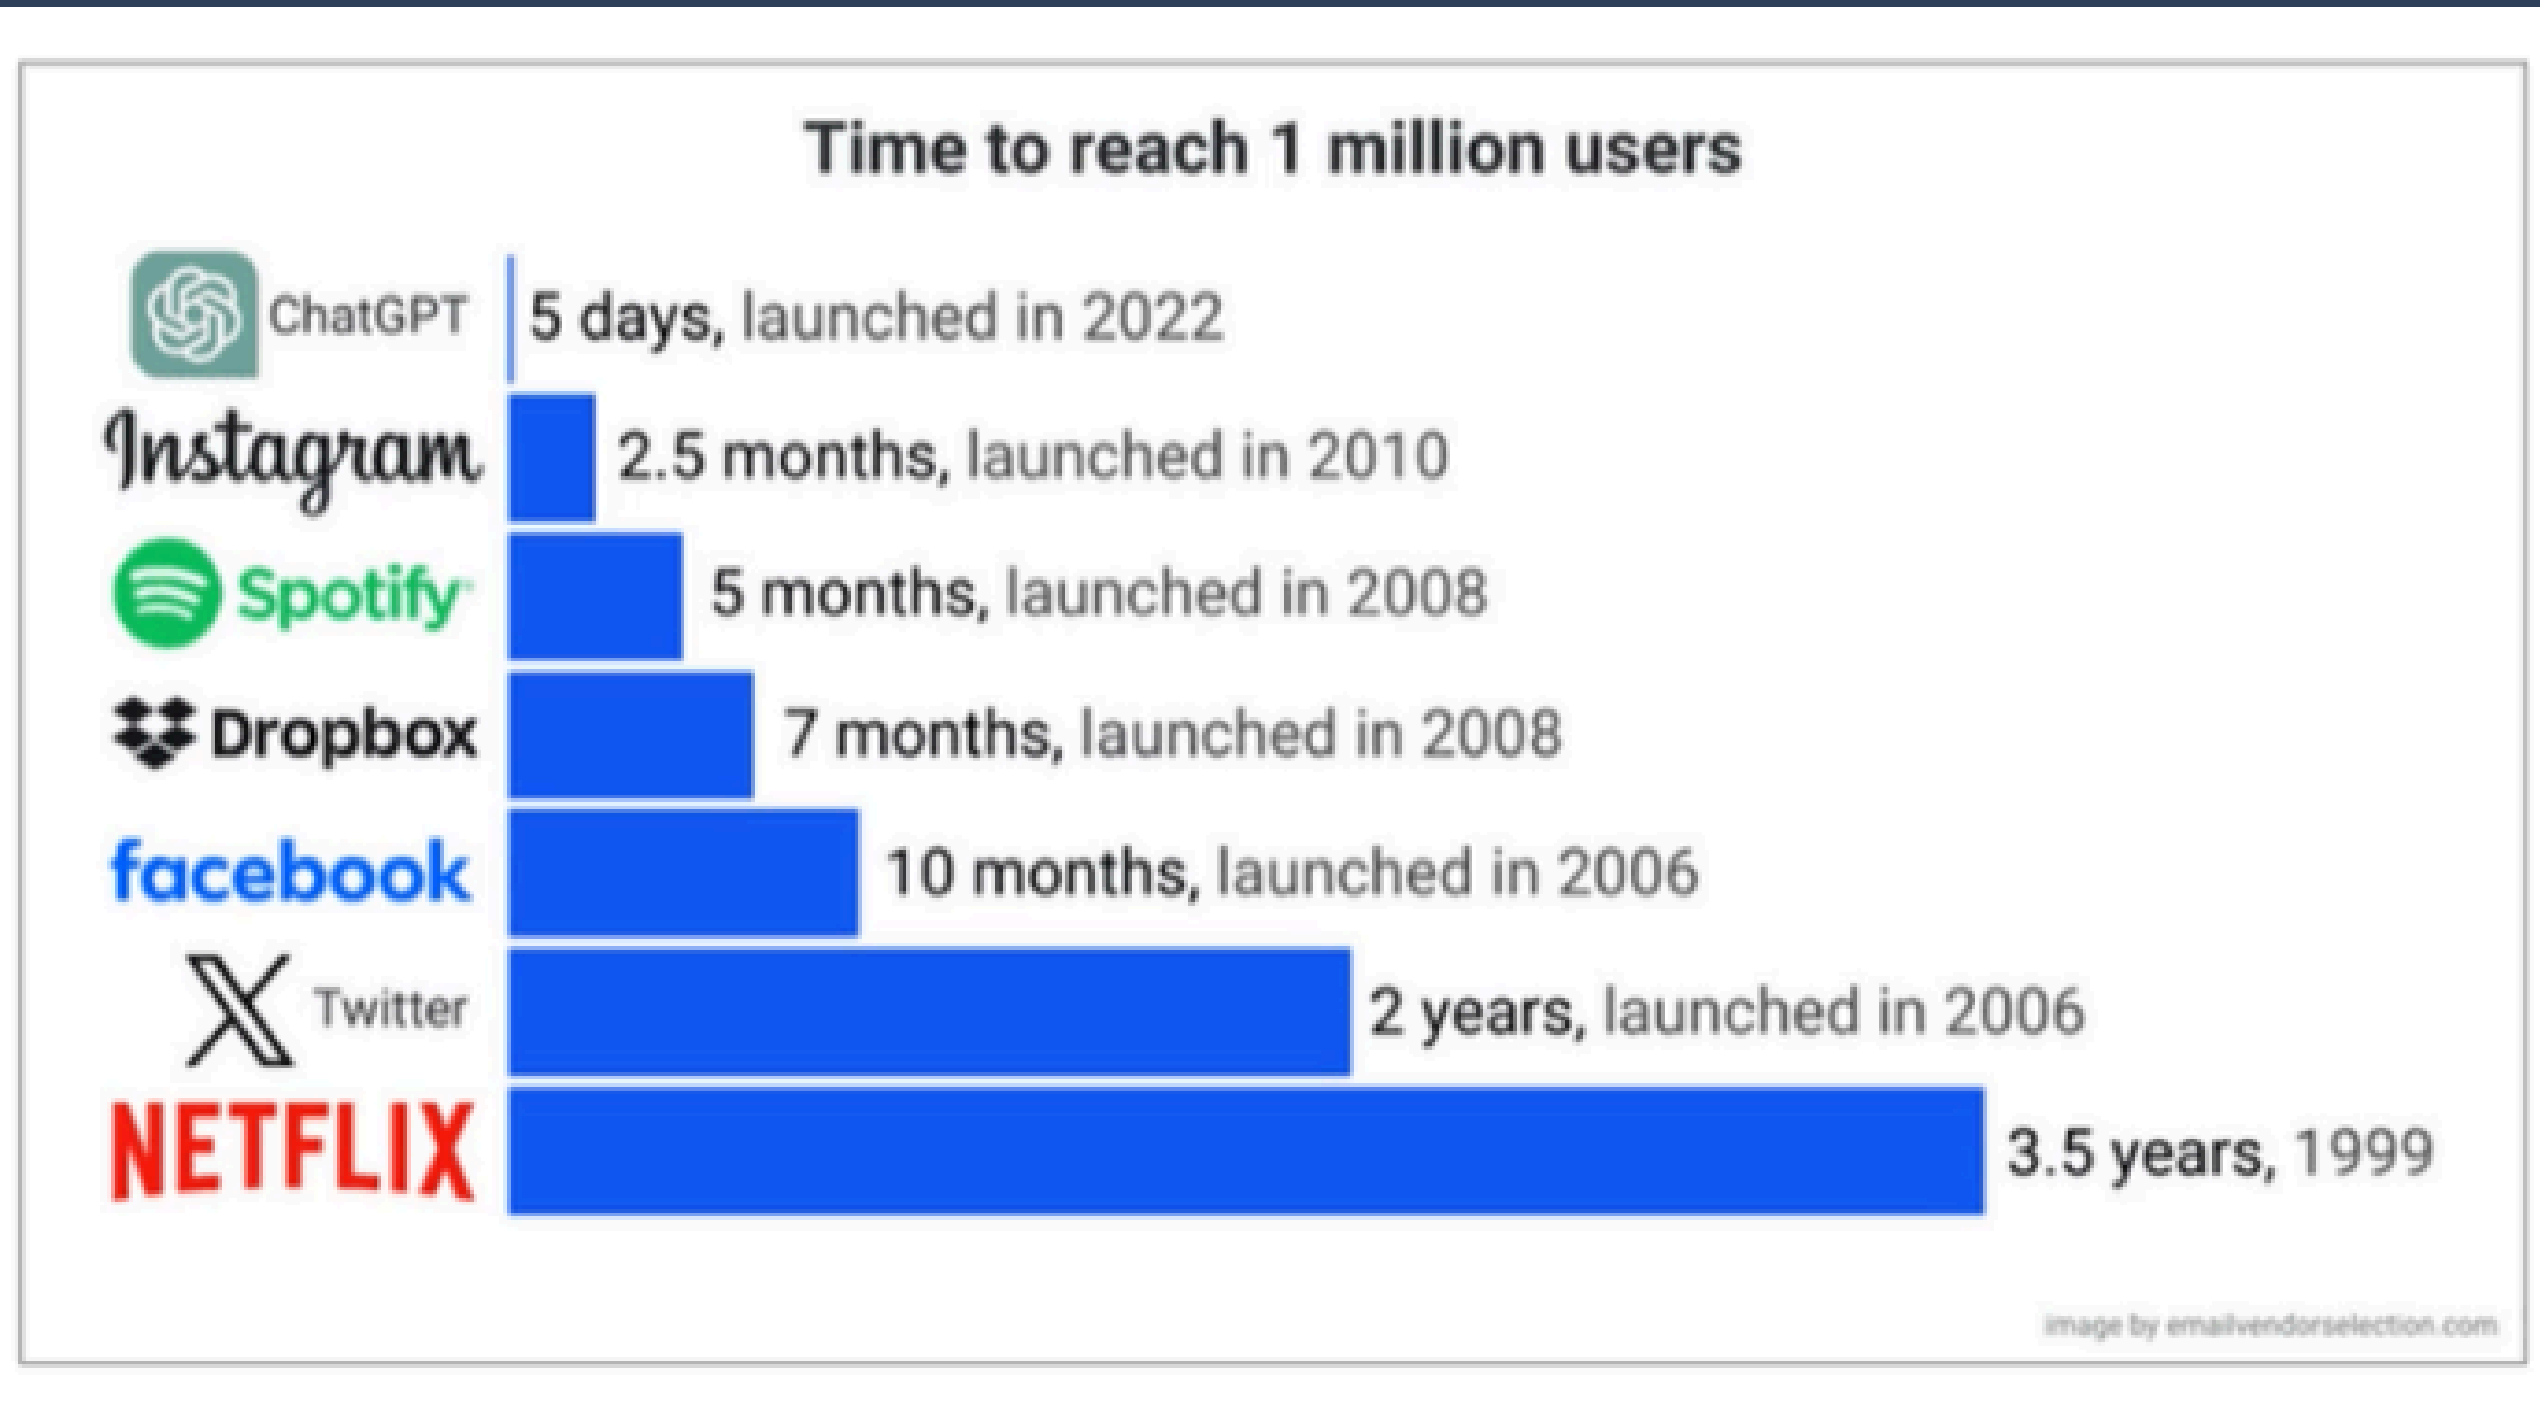 Time to reach 1 million users
ChatGPT 5 days, launched in 2022
Instagram 2.5 months, launched in 2010
Spotify 5 months, launched in 2008
Dropbox 7 months, launched in 2008
facebook 10 months, launched in 2006
X Twitter 2 years, launched in 2006
NETFLIX 3.5 years, 1999
image by emailvendorselection.com